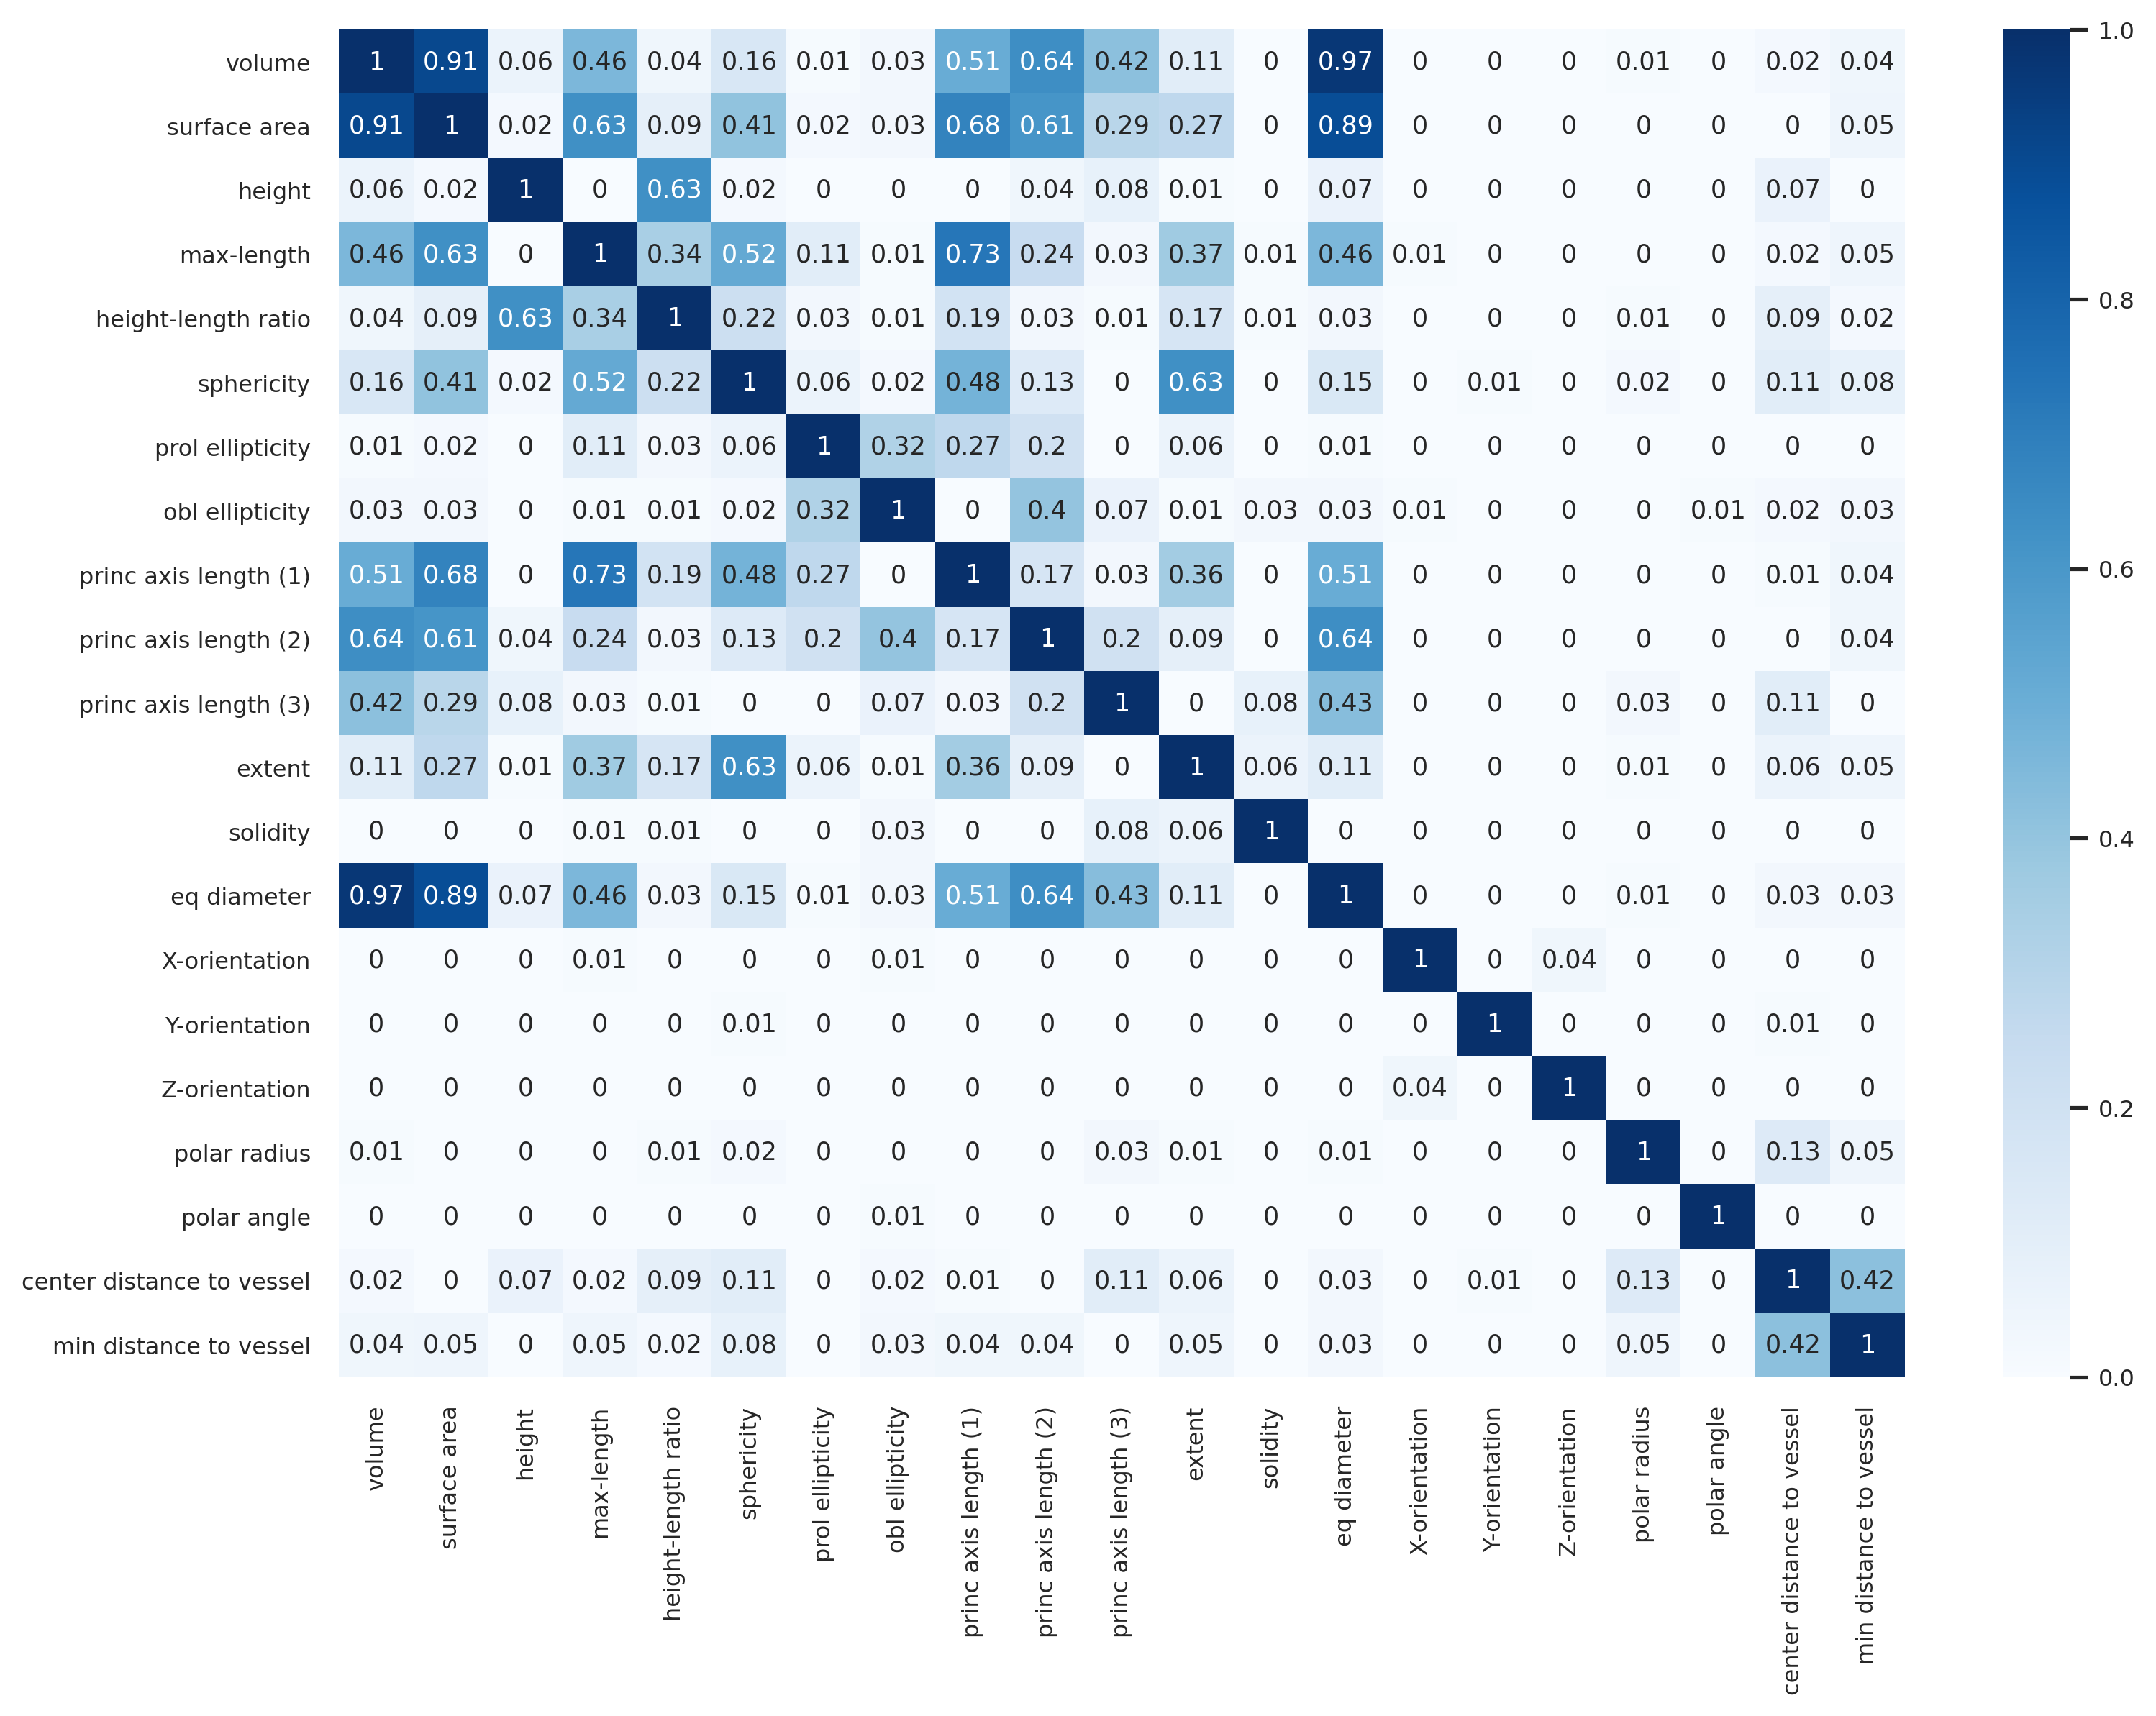 volume 1 0.91 0.06 0.46 0.04 0.16 0.01 0.03 0.51 0.64 0.42 0.11 0 0.97 0 0 0 0.01 0 0.02 0.04
surface area 0.91 1 0.02 0.63 0.09 0.41 0.02 0.03 0.68 0.61 0.29 0.27 0 0.89 0 0 0 0 0 0 0.05
height 0.06 0.02 1 0 0.63 0.02 0 0 0 0.04 0.08 0.01 0 0.07 0 0 0 0 0 0.07 0
max-length 0.46 0.63 0 1 0.34 0.52 0.11 0.01 0.73 0.24 0.03 0.37 0.01 0.46 0.01 0 0 0 0 0.02 0.05
height-length ratio 0.04 0.09 0.63 0.34 1 0.22 0.03 0.01 0.19 0.03 0.01 0.17 0.01 0.03 0 0 0 0.01 0 0.09 0.02
sphericity 0.16 0.41 0.02 0.52 0.22 1 0.06 0.02 0.48 0.13 0 0.63 0 0.15 0 0.01 0 0.02 0 0.11 0.08
prol ellipticity 0.01 0.02 0 0.11 0.03 0.06 1 0.32 0.27 0.2 0 0.06 0 0.01 0 0 0 0 0 0 0
obl ellipticity 0.03 0.03 0 0.01 0.01 0.02 0.32 1 0 0.4 0.07 0.01 0.03 0.03 0.01 0 0 0 0.01 0.02 0.03
princ axis length (1) 0.51 0.68 0 0.73 0.19 0.48 0.27 0 1 0.17 0.03 0.36 0 0.51 0 0 0 0 0 0.01 0.04
princ axis length (2) 0.64 0.61 0.04 0.24 0.03 0.13 0.2 0.4 0.17 1 0.2 0.09 0 0.64 0 0 0 0 0 0 0.04
princ axis length (3) 0.42 0.29 0.08 0.03 0.01 0 0 0.07 0.03 0.2 1 0 0.08 0.43 0 0 0 0.03 0 0.11 0
extent 0.11 0.27 0.01 0.37 0.17 0.63 0.06 0.01 0.36 0.09 0 1 0.06 0.11 0 0 0 0.01 0 0.06 0.05
solidity 0 0 0 0.01 0.01 0 0 0.03 0 0 0.08 0.06 1 0 0 0 0 0 0 0 0
eq diameter 0.97 0.89 0.07 0.46 0.03 0.15 0.01 0.03 0.51 0.64 0.43 0.11 0 1 0 0 0 0.01 0 0.03 0.03
X-orientation 0 0 0 0.01 0 0 0 0.01 0 0 0 0 0 0 1 0 0.04 0 0 0 0
Y-orientation 0 0 0 0 0 0.01 0 0 0 0 0 0 0 0 0 1 0 0 0 0.01 0
Z-orientation 0 0 0 0 0 0 0 0 0 0 0 0 0 0 0.04 0 1 0 0 0 0
polar radius 0.01 0 0 0 0.01 0.02 0 0 0 0 0.03 0.01 0 0.01 0 0 0 1 0 0.13 0.05
polar angle 0 0 0 0 0 0 0 0.01 0 0 0 0 0 0 0 0 0 0 1 0 0
center distance to vessel 0.02 0 0.07 0.02 0.09 0.11 0 0.02 0.01 0 0.11 0.06 0 0.03 0 0.01 0 0.13 0 1 0.42
min distance to vessel 0.04 0.05 0 0.05 0.02 0.08 0 0.03 0.04 0.04 0 0.05 0 0.03 0 0 0 0.05 0 0.42 1
volume
surface area
height
max-length
height-length ratio
sphericity
prol ellipticity
obl ellipticity
princ axis length (1)
princ axis length (2)
princ axis length (3)
extent
solidity
eq diameter
X-orientation
Y-orientation
Z-orientation
polar radius
polar angle
center distance to vessel
min distance to vessel
1.0
0.8
0.6
0.4
0.2
0.0